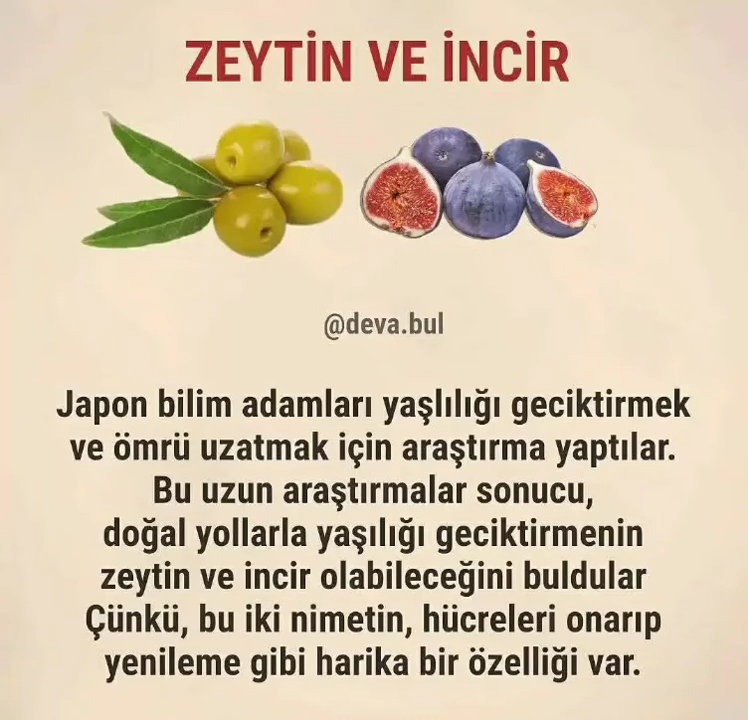 ZEYTİN VE İNCİR
@deva.bul
Japon bilim adamları yaşlılığı geciktirmek
ve ömrü uzatmak için araştırma yaptılar.
Bu uzun araştırmalar sonucu,
doğal yollarla yaşılığı geciktirmenin
zeytin ve incir olabileceğini buldular
Çünkü, bu iki nimetin, hücreleri onarıp
yenileme gibi harika bir özelliği var.